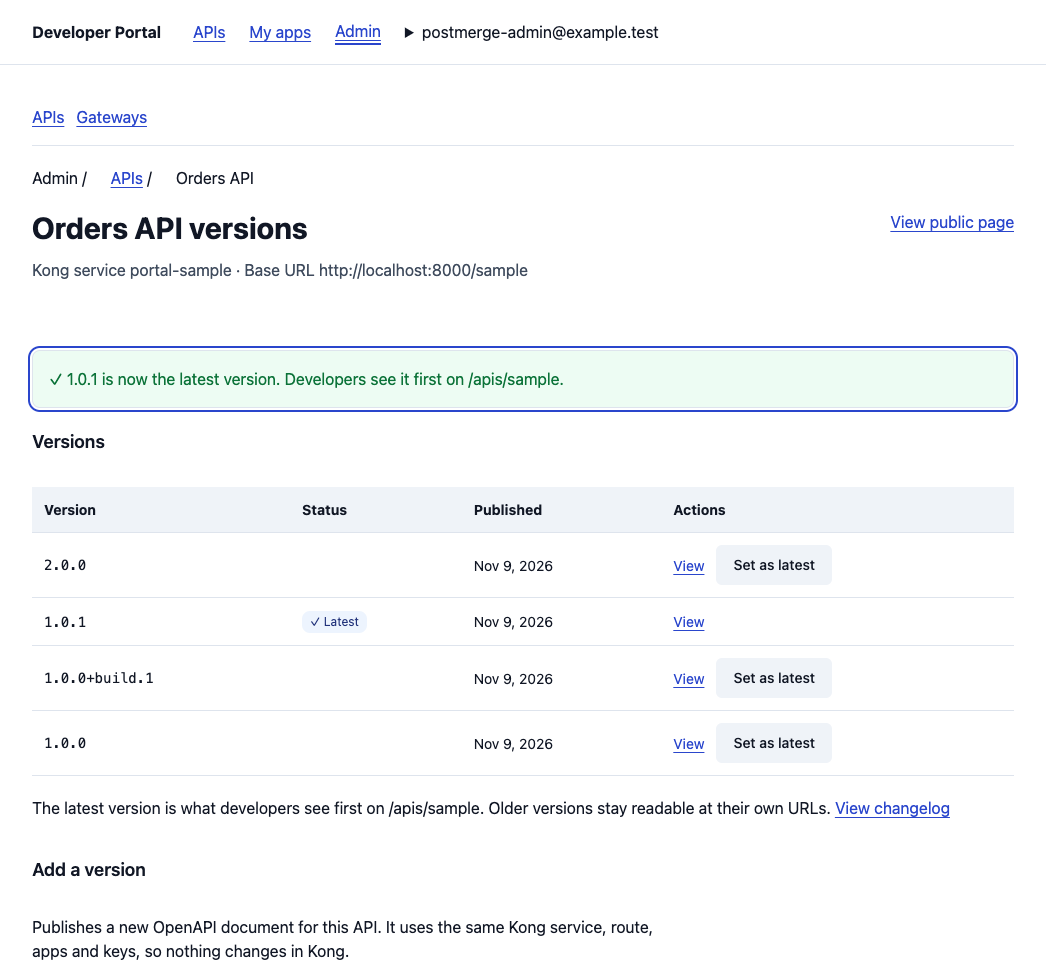 Developer Portal APIs My apps Admin ▶ postmerge-admin@example.test
APIs Gateways
Admin / APIs / Orders API
Orders API versions View public page
Kong service portal-sample · Base URL http://localhost:8000/sample
✓ 1.0.1 is now the latest version. Developers see it first on /apis/sample.
Versions
Version Status Published Actions
2.0.0 Nov 9, 2026 View Set as latest
1.0.1 ✓ Latest Nov 9, 2026 View
1.0.0+build.1 Nov 9, 2026 View Set as latest
1.0.0 Nov 9, 2026 View Set as latest
The latest version is what developers see first on /apis/sample. Older versions stay readable at their own URLs. View changelog
Add a version
Publishes a new OpenAPI document for this API. It uses the same Kong service, route,
apps and keys, so nothing changes in Kong.